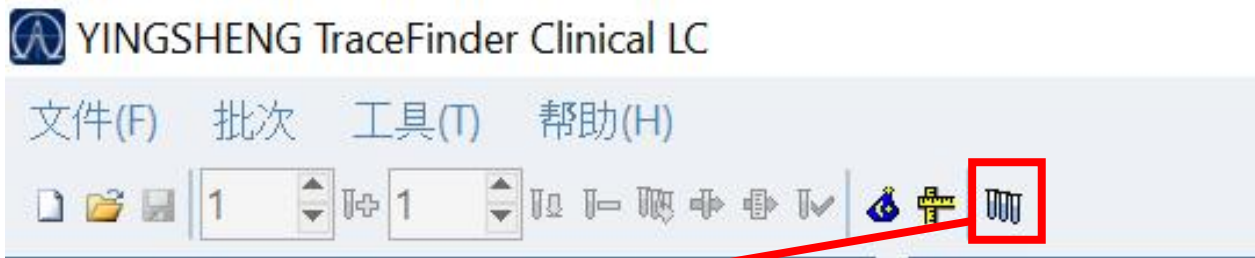 YINGSHENG TraceFinder Clinical LC
文件(F) 批次 工具(T) 帮助(H)
1 1